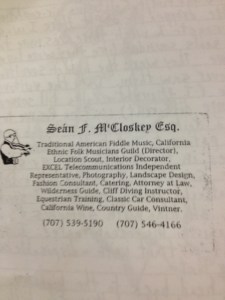 Seán F. M'Closkey Esq.
Traditional American Fiddle Music, California
Ethnic Folk Musicians Guild (Director),
Location Scout, Interior Decorator,
EXCEL Telecommunications Independent
Representative, Photography, Landscape Design,
Fachson Consultant, Catering, Attorney at Law,
Wilderness Guide, Cliff Diving Instructor,
Equestrian Training, Classic Car Consultant,
California Wine, Country Guide, Vintner.
(707) 539-5190 (707) 546-4166